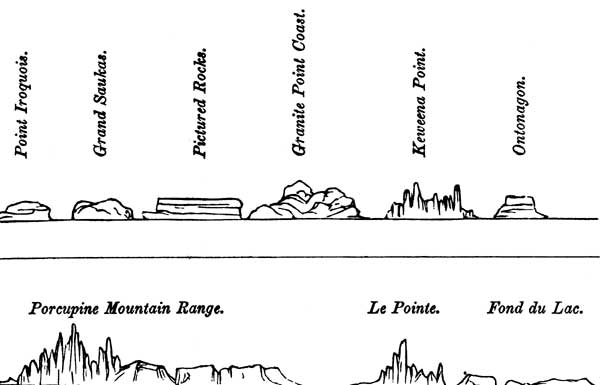 Point Iroquois.
Grand Saukas.
Pictured Rocks.
Granite Point Coast.
Keweena Point.
Ontonagon.
Porcupine Mountain Range.
Le Pointe.
Fond du Lac.